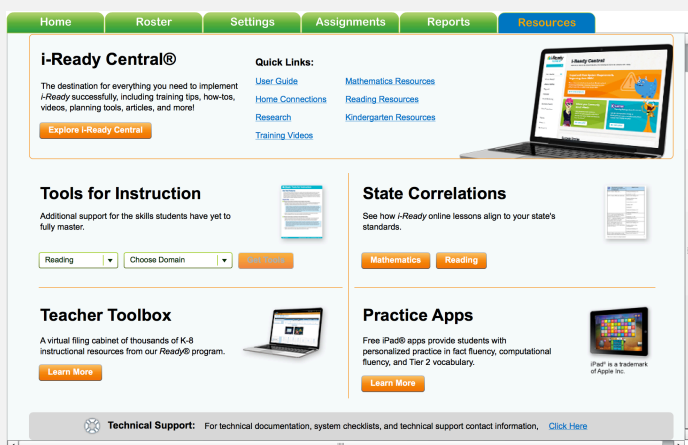 Home
Roster
Settings
Assignments
Reports
Resources
i-Ready Central®
The destination for everything you need to implement
i-Ready successfully, including training tips, how-tos,
videos, planning tools, articles, and more!
Explore i-Ready Central
Quick Links:
User Guide
Mathematics Resources
Home Connections
Reading Resources
Research
Kindergarten Resources
Training Videos
i-Ready Central
Tools for Instruction
Additional support for the skills students have yet to
fully master.
Reading
Choose Domain
State Correlations
See how i-Ready online lessons align to your state's
standards.
Mathematics
Reading
Teacher Toolbox
A virtual filing cabinet of thousands of K-8
instructional resources from our Ready® program.
Learn More
Practice Apps
Free iPad® apps provide students with
personalized practice in fact fluency, computational
fluency, and Tier 2 vocabulary.
Learn More
iPad® is a trademark
of Apple Inc.
Technical Support:
For technical documentation, system checklists, and technical support contact information,
Click Here